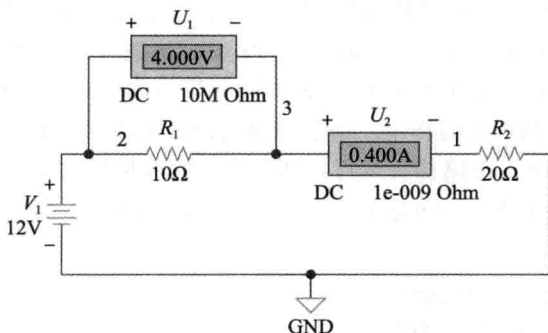 + U1 −
4.000V
DC 10M Ohm
3
2 R1
10Ω
+ U2 −
0.400A
DC 1e-009 Ohm
1 R2
20Ω
+
V1
12V
−
GND